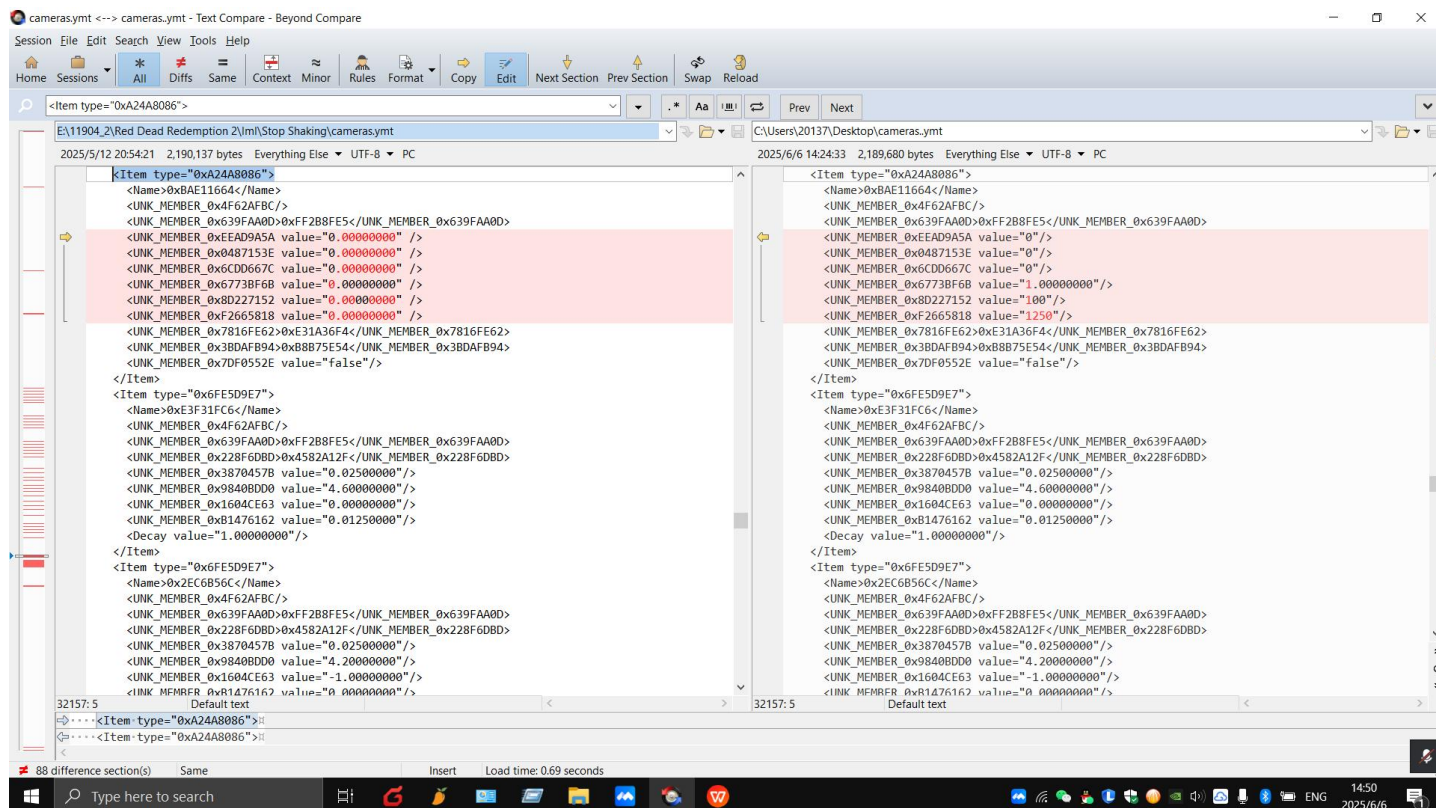 cameras.ymt <--> cameras..ymt - Text Compare - Beyond Compare
Session File Edit Search View Tools Help
Home Sessions All Diffs Same Context Minor Rules Format Copy Edit Next Section Prev Section Swap Reload
<Item type="0xA24A8086"> .* Aa Prev Next
E:\11904_2\Red Dead Redemption 2\lml\Stop Shaking\cameras.ymt
C:\Users\20137\Desktop\cameras..ymt
2025/5/12 20:54:21 2,190,137 bytes Everything Else UTF-8 PC
2025/6/6 14:24:33 2,189,680 bytes Everything Else UTF-8 PC
<Item type="0xA24A8086">
<Name>0xBAE11664</Name>
<UNK_MEMBER_0x4F62AFBC/>
<UNK_MEMBER_0x639FAA0D>0xFF2B8FE5</UNK_MEMBER_0x639FAA0D>
<UNK_MEMBER_0xEEAD9A5A value="0.00000000" />
<UNK_MEMBER_0x0487153E value="0.00000000" />
<UNK_MEMBER_0x6CDD667C value="0.00000000" />
<UNK_MEMBER_0x6773BF6B value="0.00000000" />
<UNK_MEMBER_0x8D227152 value="0.00000000" />
<UNK_MEMBER_0xF2665818 value="0.00000000" />
<UNK_MEMBER_0x7816FE62>0xE31A36F4</UNK_MEMBER_0x7816FE62>
<UNK_MEMBER_0x3BDAFB94>0xB8B75E54</UNK_MEMBER_0x3BDAFB94>
<UNK_MEMBER_0x7DF0552E value="false"/>
</Item>
<Item type="0x6FE5D9E7">
<Name>0xE3F31FC6</Name>
<UNK_MEMBER_0x4F62AFBC/>
<UNK_MEMBER_0x639FAA0D>0xFF2B8FE5</UNK_MEMBER_0x639FAA0D>
<UNK_MEMBER_0x228F6DBD>0x4582A12F</UNK_MEMBER_0x228F6DBD>
<UNK_MEMBER_0x3870457B value="0.02500000"/>
<UNK_MEMBER_0x9840BDD0 value="4.60000000"/>
<UNK_MEMBER_0x1604CE63 value="0.00000000"/>
<UNK_MEMBER_0xB1476162 value="0.01250000"/>
<Decay value="1.00000000"/>
</Item>
<Item type="0x6FE5D9E7">
<Name>0x2EC6B56C</Name>
<UNK_MEMBER_0x4F62AFBC/>
<UNK_MEMBER_0x639FAA0D>0xFF2B8FE5</UNK_MEMBER_0x639FAA0D>
<UNK_MEMBER_0x228F6DBD>0x4582A12F</UNK_MEMBER_0x228F6DBD>
<UNK_MEMBER_0x3870457B value="0.02500000"/>
<UNK_MEMBER_0x9840BDD0 value="4.20000000"/>
<UNK_MEMBER_0x1604CE63 value="-1.00000000"/>
<UNK_MEMBER_0xB1476162 value="0.00000000"/>
<Item type="0xA24A8086">
<Name>0xBAE11664</Name>
<UNK_MEMBER_0x4F62AFBC/>
<UNK_MEMBER_0x639FAA0D>0xFF2B8FE5</UNK_MEMBER_0x639FAA0D>
<UNK_MEMBER_0xEEAD9A5A value="0"/>
<UNK_MEMBER_0x0487153E value="0"/>
<UNK_MEMBER_0x6CDD667C value="0"/>
<UNK_MEMBER_0x6773BF6B value="1.00000000"/>
<UNK_MEMBER_0x8D227152 value="100"/>
<UNK_MEMBER_0xF2665818 value="1250"/>
<UNK_MEMBER_0x7816FE62>0xE31A36F4</UNK_MEMBER_0x7816FE62>
<UNK_MEMBER_0x3BDAFB94>0xB8B75E54</UNK_MEMBER_0x3BDAFB94>
<UNK_MEMBER_0x7DF0552E value="false"/>
</Item>
<Item type="0x6FE5D9E7">
<Name>0xE3F31FC6</Name>
<UNK_MEMBER_0x4F62AFBC/>
<UNK_MEMBER_0x639FAA0D>0xFF2B8FE5</UNK_MEMBER_0x639FAA0D>
<UNK_MEMBER_0x228F6DBD>0x4582A12F</UNK_MEMBER_0x228F6DBD>
<UNK_MEMBER_0x3870457B value="0.02500000"/>
<UNK_MEMBER_0x9840BDD0 value="4.60000000"/>
<UNK_MEMBER_0x1604CE63 value="0.00000000"/>
<UNK_MEMBER_0xB1476162 value="0.01250000"/>
<Decay value="1.00000000"/>
</Item>
<Item type="0x6FE5D9E7">
<Name>0x2EC6B56C</Name>
<UNK_MEMBER_0x4F62AFBC/>
<UNK_MEMBER_0x639FAA0D>0xFF2B8FE5</UNK_MEMBER_0x639FAA0D>
<UNK_MEMBER_0x228F6DBD>0x4582A12F</UNK_MEMBER_0x228F6DBD>
<UNK_MEMBER_0x3870457B value="0.02500000"/>
<UNK_MEMBER_0x9840BDD0 value="4.20000000"/>
<UNK_MEMBER_0x1604CE63 value="-1.00000000"/>
<UNK_MEMBER_0xB1476162 value="0.00000000"/>
32157: 5 Default text
32157: 5 Default text
····<Item·type="0xA24A8086">¤
····<Item·type="0xA24A8086">¤
88 difference section(s) Same Insert Load time: 0.69 seconds
Type here to search
ENG
14:50
2025/6/6